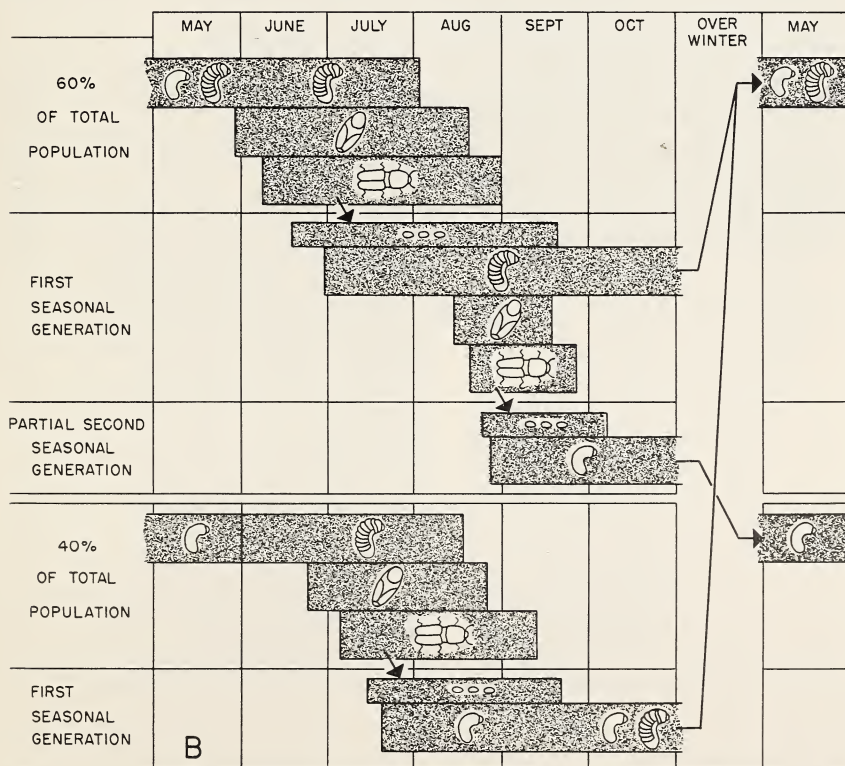 MAY JUNE JULY AUG SEPT OCT OVER WINTER MAY
60%
OF TOTAL
POPULATION
FIRST
SEASONAL
GENERATION
PARTIAL SECOND
SEASONAL
GENERATION
40%
OF TOTAL
POPULATION
FIRST
SEASONAL
GENERATION
B